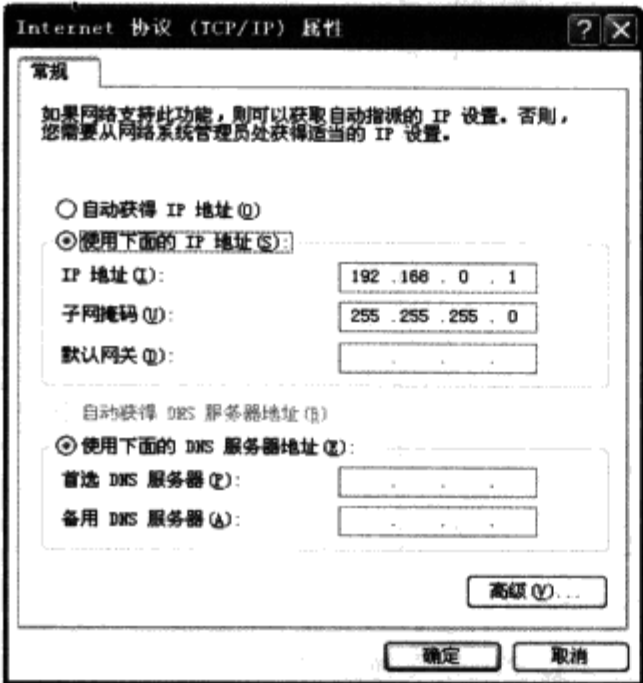 Internet 协议 (TCP/IP) 属性
常规
如果网络支持此功能，则可以获取自动指派的 IP 设置。否则，
您需要从网络系统管理员处获得适当的 IP 设置。
自动获得 IP 地址(O)
使用下面的 IP 地址(S):
IP 地址(I): 192 .168 . 0 . 1
子网掩码(U): 255 .255 .255 . 0
默认网关(D): . . .
自动获得 DNS 服务器地址(B)
使用下面的 DNS 服务器地址(E):
首选 DNS 服务器(P): . . .
备用 DNS 服务器(A): . . .
高级(V)...
确定 取消